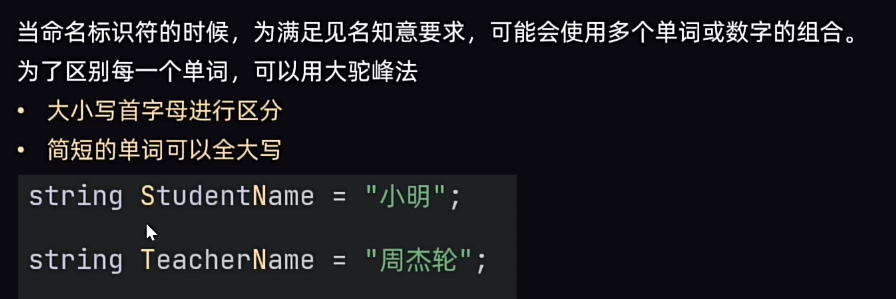 当命名标识符的时候，为满足见名知意要求，可能会使用多个单词或数字的组合。
为了区别每一个单词，可以用大驼峰法
• 大小写首字母进行区分
• 简短的单词可以全大写
string StudentName = "小明";
string TeacherName = "周杰轮";